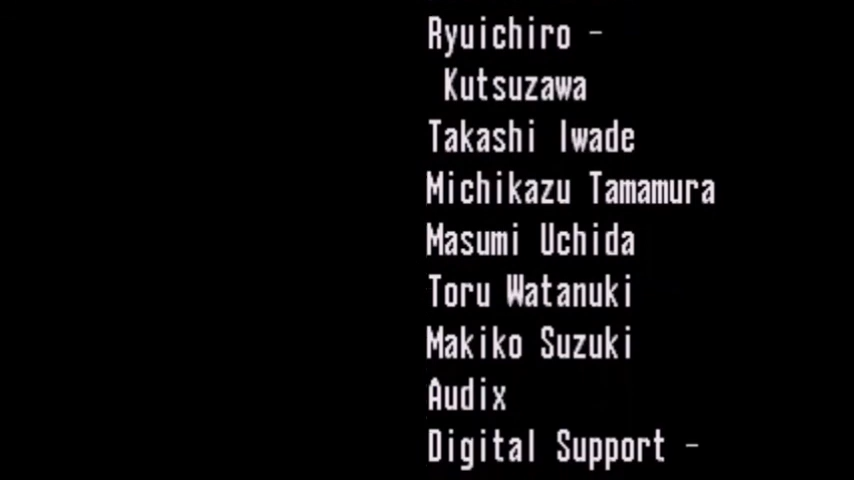 Ryuichiro -
Kutsuzawa
Takashi Iwade
Michikazu Tamamura
Masumi Uchida
Toru Watanuki
Makiko Suzuki
Audix
Digital Support -